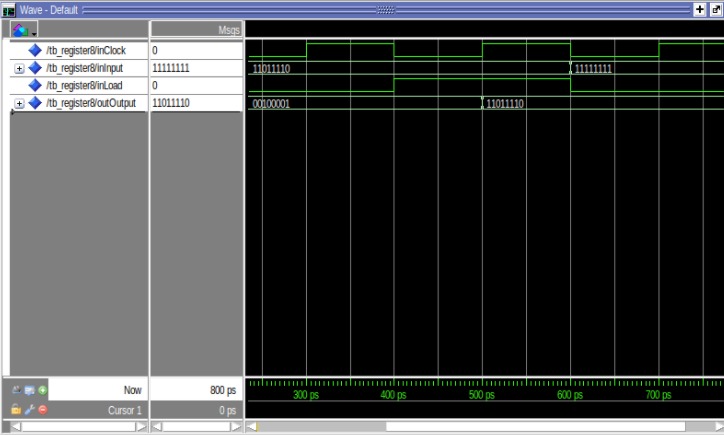 Wave - Default
Msgs
/tb_register8/inClock 0
/tb_register8/inInput 11111111 11011110 11111111
/tb_register8/inLoad 0
/tb_register8/outOutput 11011110 00100001 11011110
Now 800 ps 300 ps 400 ps 500 ps 600 ps 700 ps
Cursor 1 0 ps